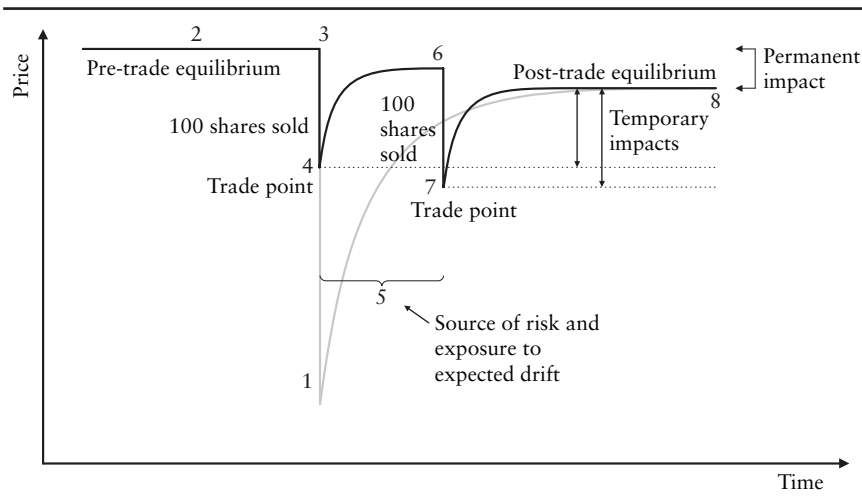 Price
2
3
Pre-trade equilibrium
100 shares sold
4
Trade point
6
100
shares
sold
7
Trade point
Post-trade equilibrium
8
Permanent
impact
Temporary
impacts
5
Source of risk and
exposure to
expected drift
1
Time